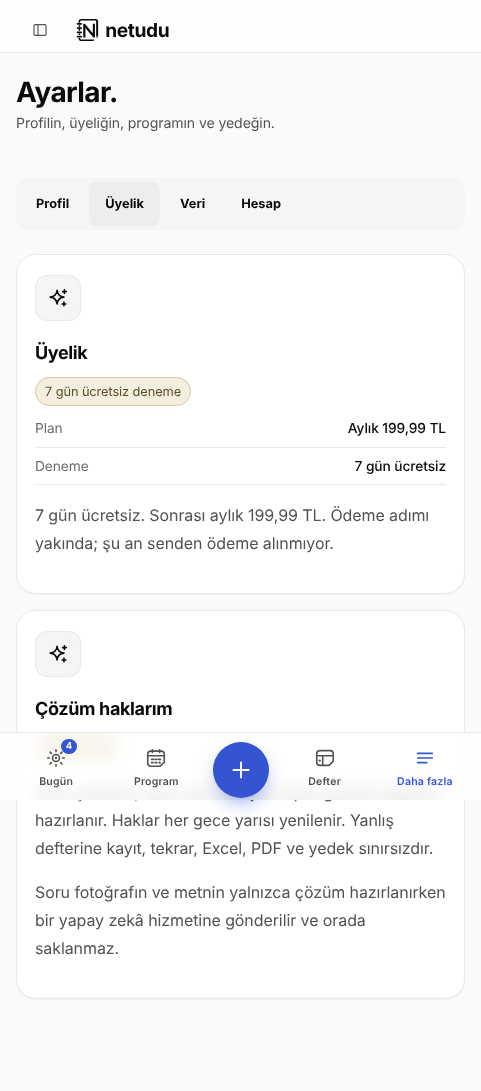 netudu
Ayarlar.
Profilin, üyeliğin, programın ve yedeğin.
Profil
Üyelik
Veri
Hesap
Üyelik
7 gün ücretsiz deneme
Plan
Aylık 199,99 TL
Deneme
7 gün ücretsiz
7 gün ücretsiz. Sonrası aylık 199,99 TL. Ödeme adımı
yakında; şu an senden ödeme alınmıyor.
Çözüm haklarım
4
Bugün
Program
Defter
Daha fazla
hazırlanır. Haklar her gece yarısı yenilenir. Yanlış
defterine kayıt, tekrar, Excel, PDF ve yedek sınırsızdır.
Soru fotoğrafın ve metnin yalnızca çözüm hazırlanırken
bir yapay zekâ hizmetine gönderilir ve orada
saklanmaz.